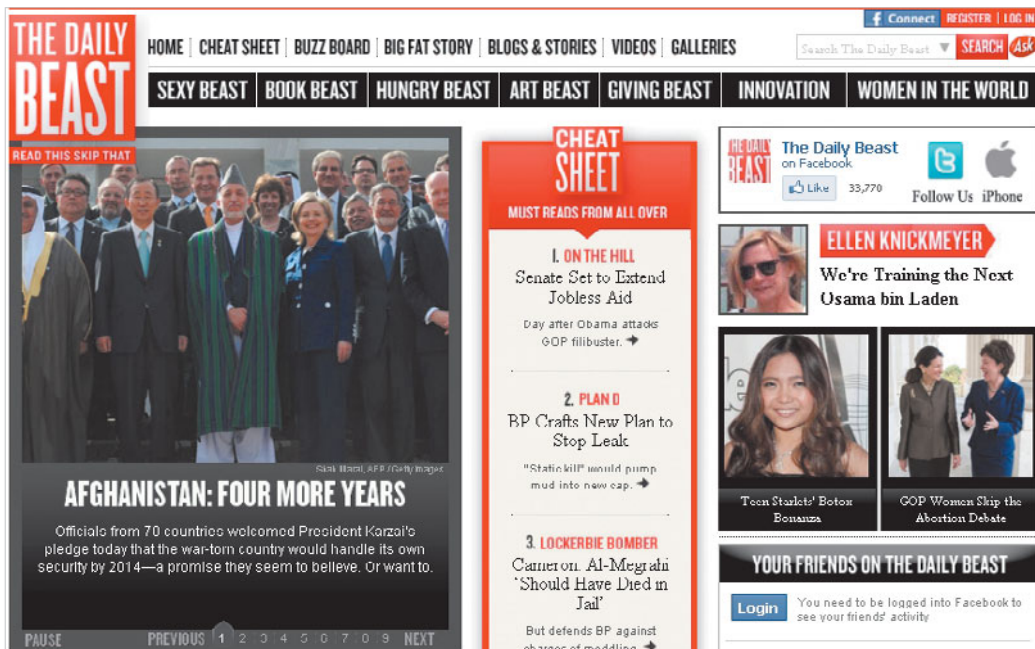 Connect REGISTER | LOG IN
THE DAILY
BEAST
READ THIS SKIP THAT
HOME CHEAT SHEET BUZZ BOARD BIG FAT STORY BLOGS & STORIES VIDEOS GALLERIES
Search The Daily Beast SEARCH Ask
SEXY BEAST BOOK BEAST HUNGRY BEAST ART BEAST GIVING BEAST INNOVATION WOMEN IN THE WORLD
AFP / Getty Images
AFGHANISTAN: FOUR MORE YEARS
Officials from 70 countries welcomed President Karzai's
pledge today that the war-torn country would handle its own
security by 2014—a promise they seem to believe. Or want to.
PAUSE PREVIOUS 1 2 3 4 5 6 7 8 9 NEXT
CHEAT
SHEET
MUST READS FROM ALL OVER
1. ON THE HILL
Senate Set to Extend
Jobless Aid
Day after Obama attacks
GOP filibuster.
2. PLAN D
BP Crafts New Plan to
Stop Leak
"Static kill" would pump
mud into new cap.
3. LOCKERBIE BOMBER
Cameron: Al-Megrahi
'Should Have Died in
Jail'
But defends BP against
charges of meddling.
THE DAILY
BEAST
The Daily Beast
on Facebook
Like 33,770
Follow Us iPhone
ELLEN KNICKMEYER
We're Training the Next
Osama bin Laden
Teen Starlets' Botox
Bonanza
GOP Women Skip the
Abortion Debate
YOUR FRIENDS ON THE DAILY BEAST
Login
You need to be logged into Facebook to
see your friends' activity